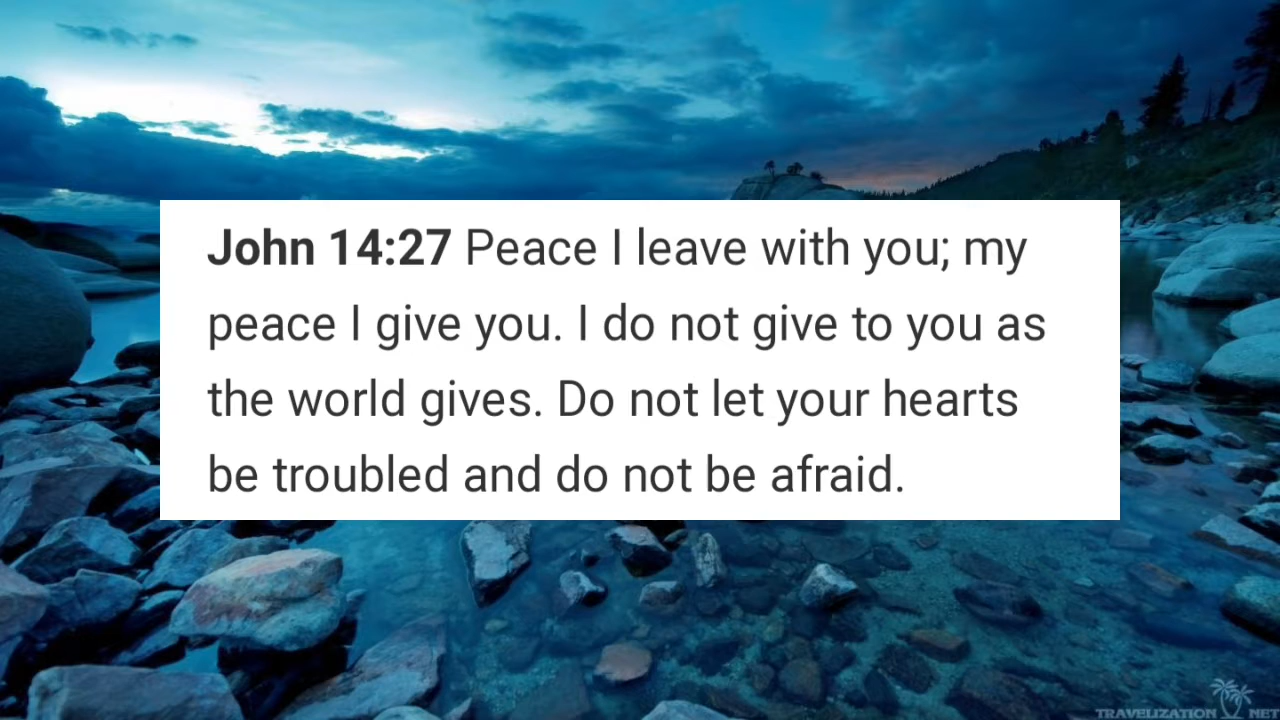 John 14:27 Peace I leave with you; my
peace I give you. I do not give to you as
the world gives. Do not let your hearts
be troubled and do not be afraid.
TRAVELIZATION NET